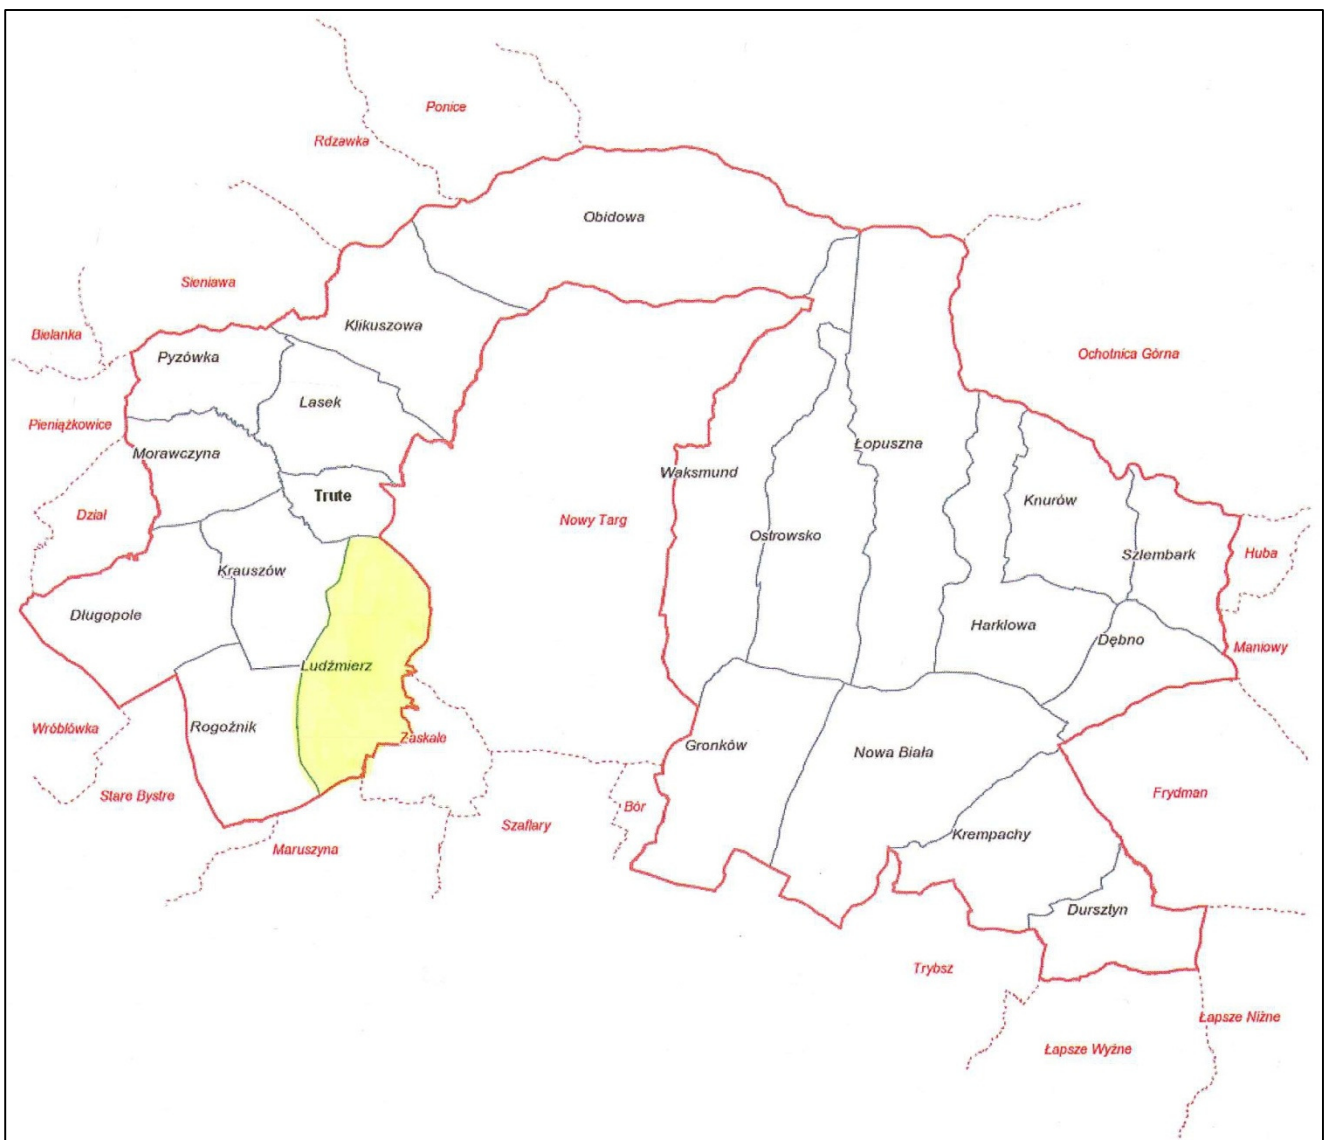 Ponice
Rdzawka
Obidowa
Sieniawa
Klikuszowa
Bielanka
Pyzówka
Ochotnica Górna
Lasek
Pieniążkowice
Morawczyna
Łopuszna
Waksmund
Trute
Knurów
Dział
Nowy Targ
Ostrowsko
Szlembark
Huba
Krauszów
Długopole
Harklowa
Dębno
Maniowy
Ludźmierz
Wróblówka
Rogoźnik
Zaskale
Gronków
Nowa Biała
Stare Bystre
Frydman
Bór
Szaflary
Krempachy
Maruszyna
Dursztyn
Trybsz
Łapsze Niżne
Łapsze Wyżne